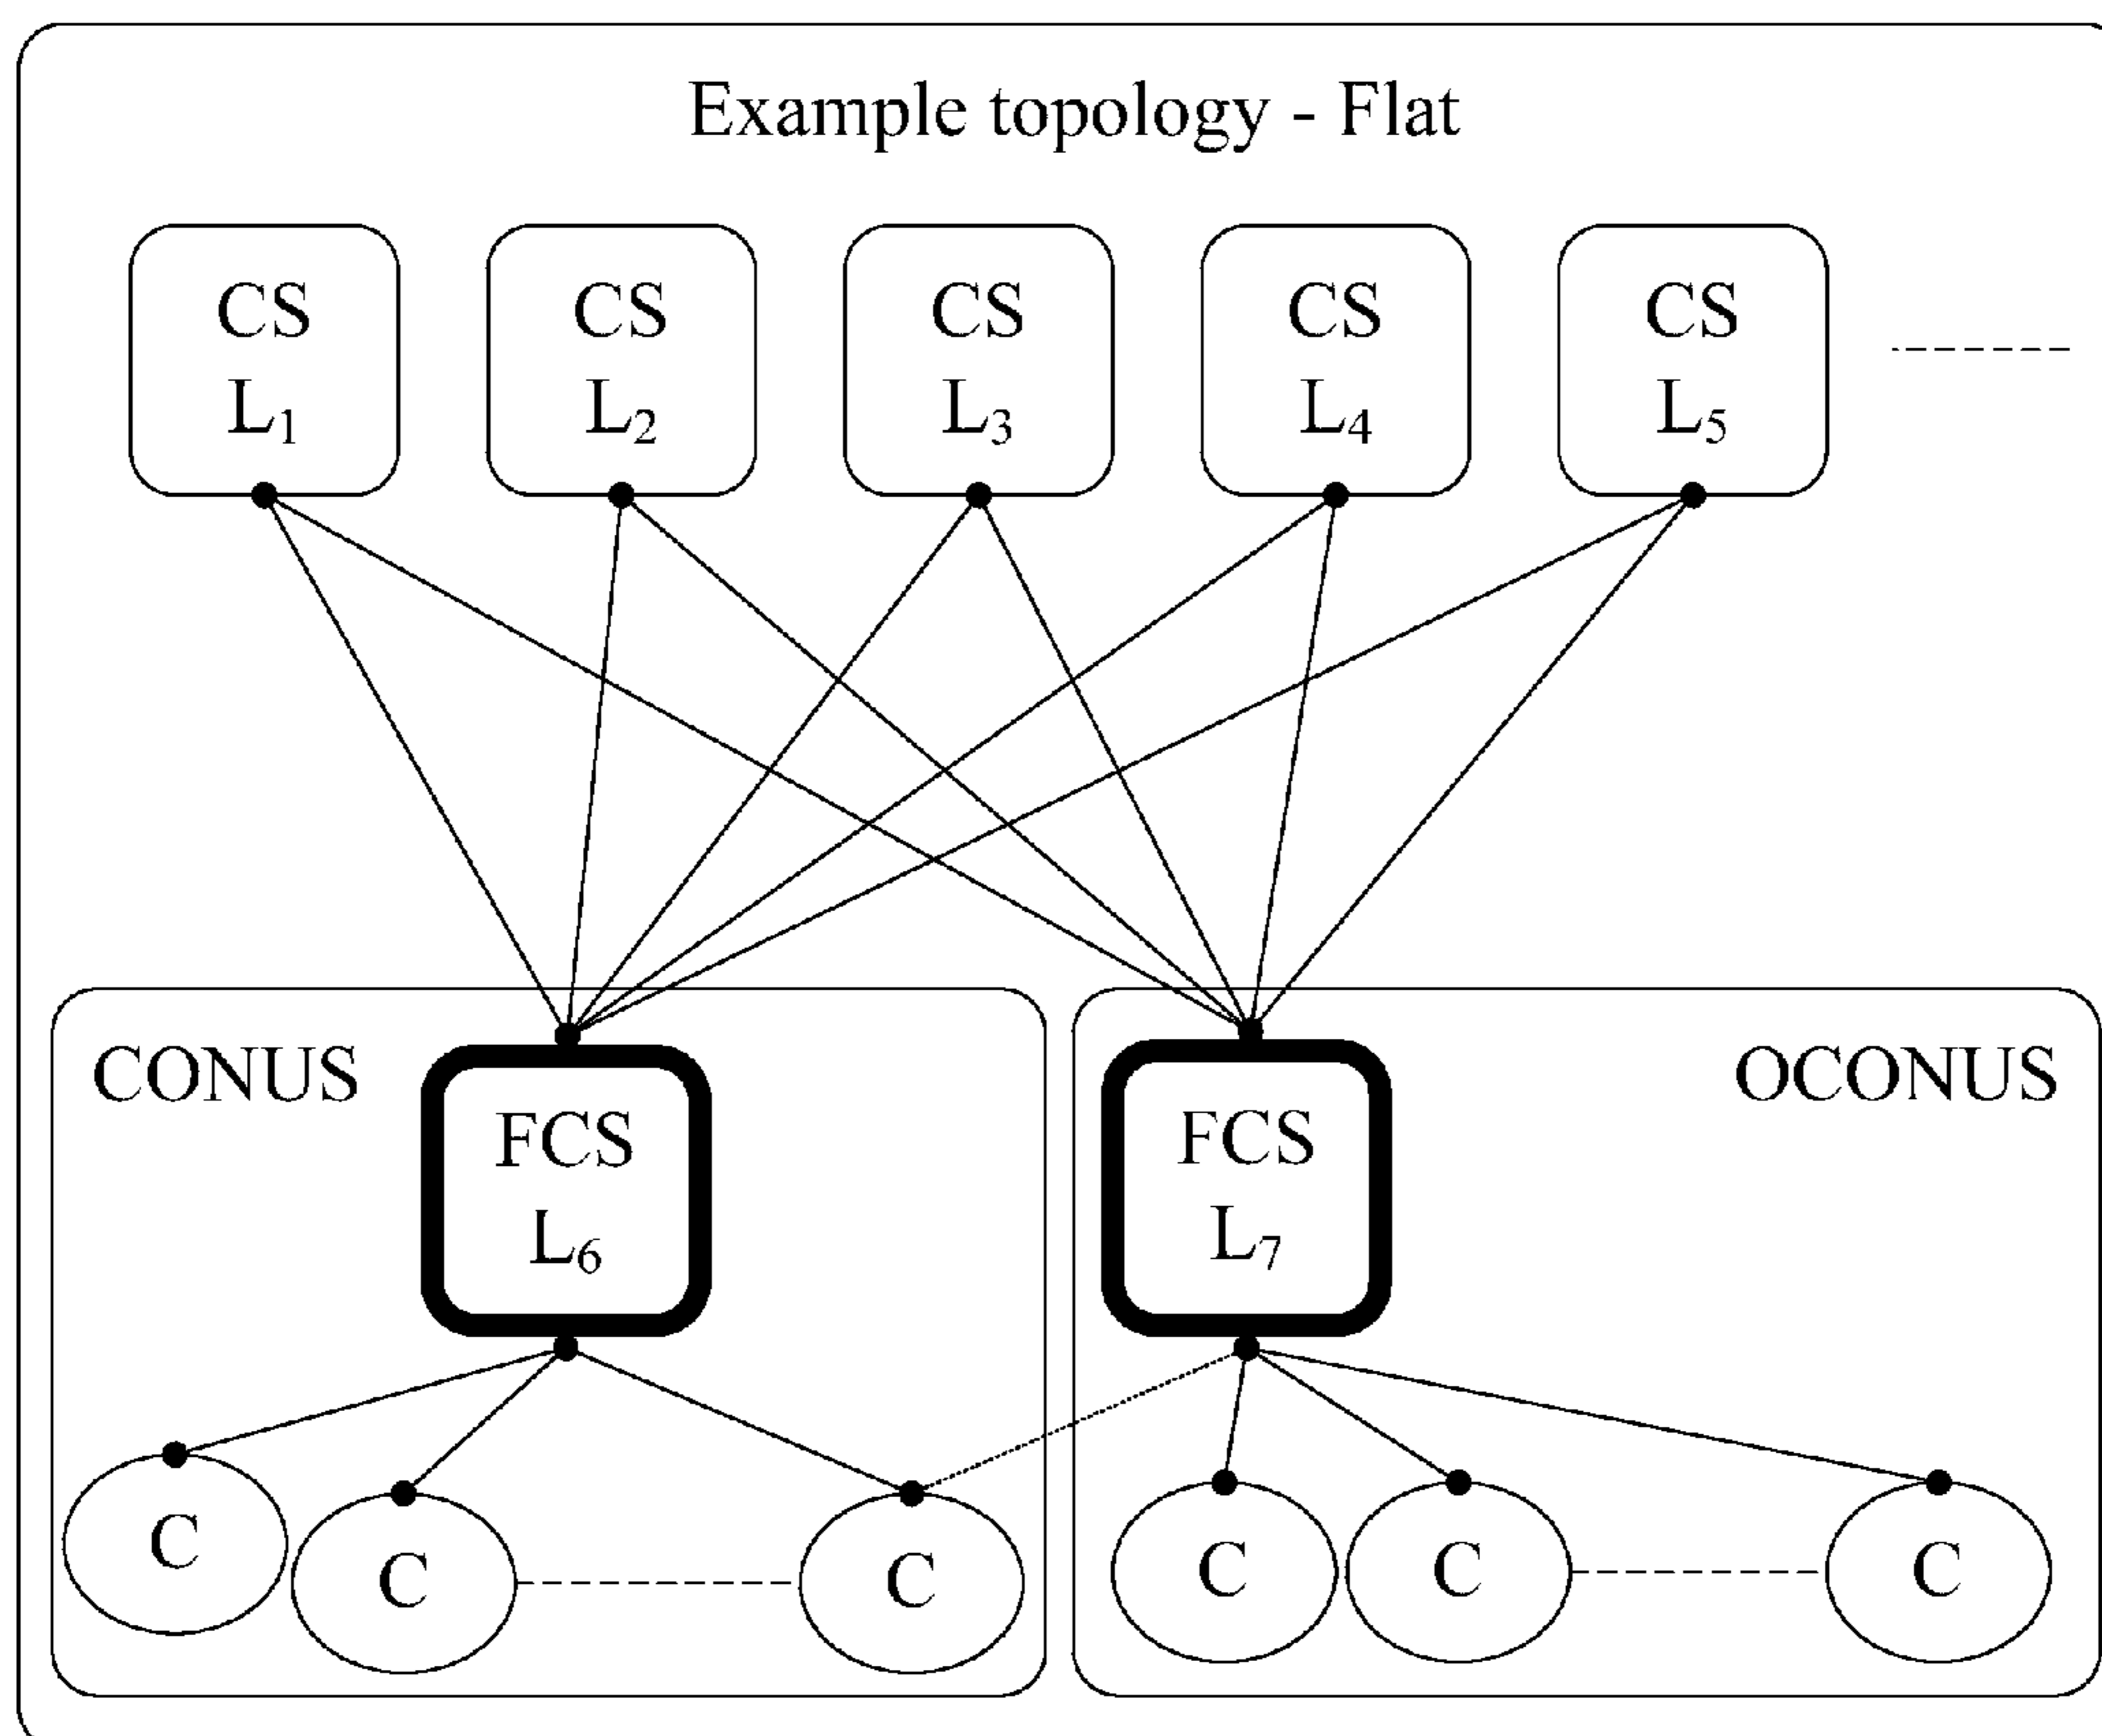 Example topology - Flat
CS
L₁
CS
L₂
CS
L₃
CS
L₄
CS
L₅
CONUS
FCS
L₆
C
C
C
OCONUS
FCS
L₇
C
C
C